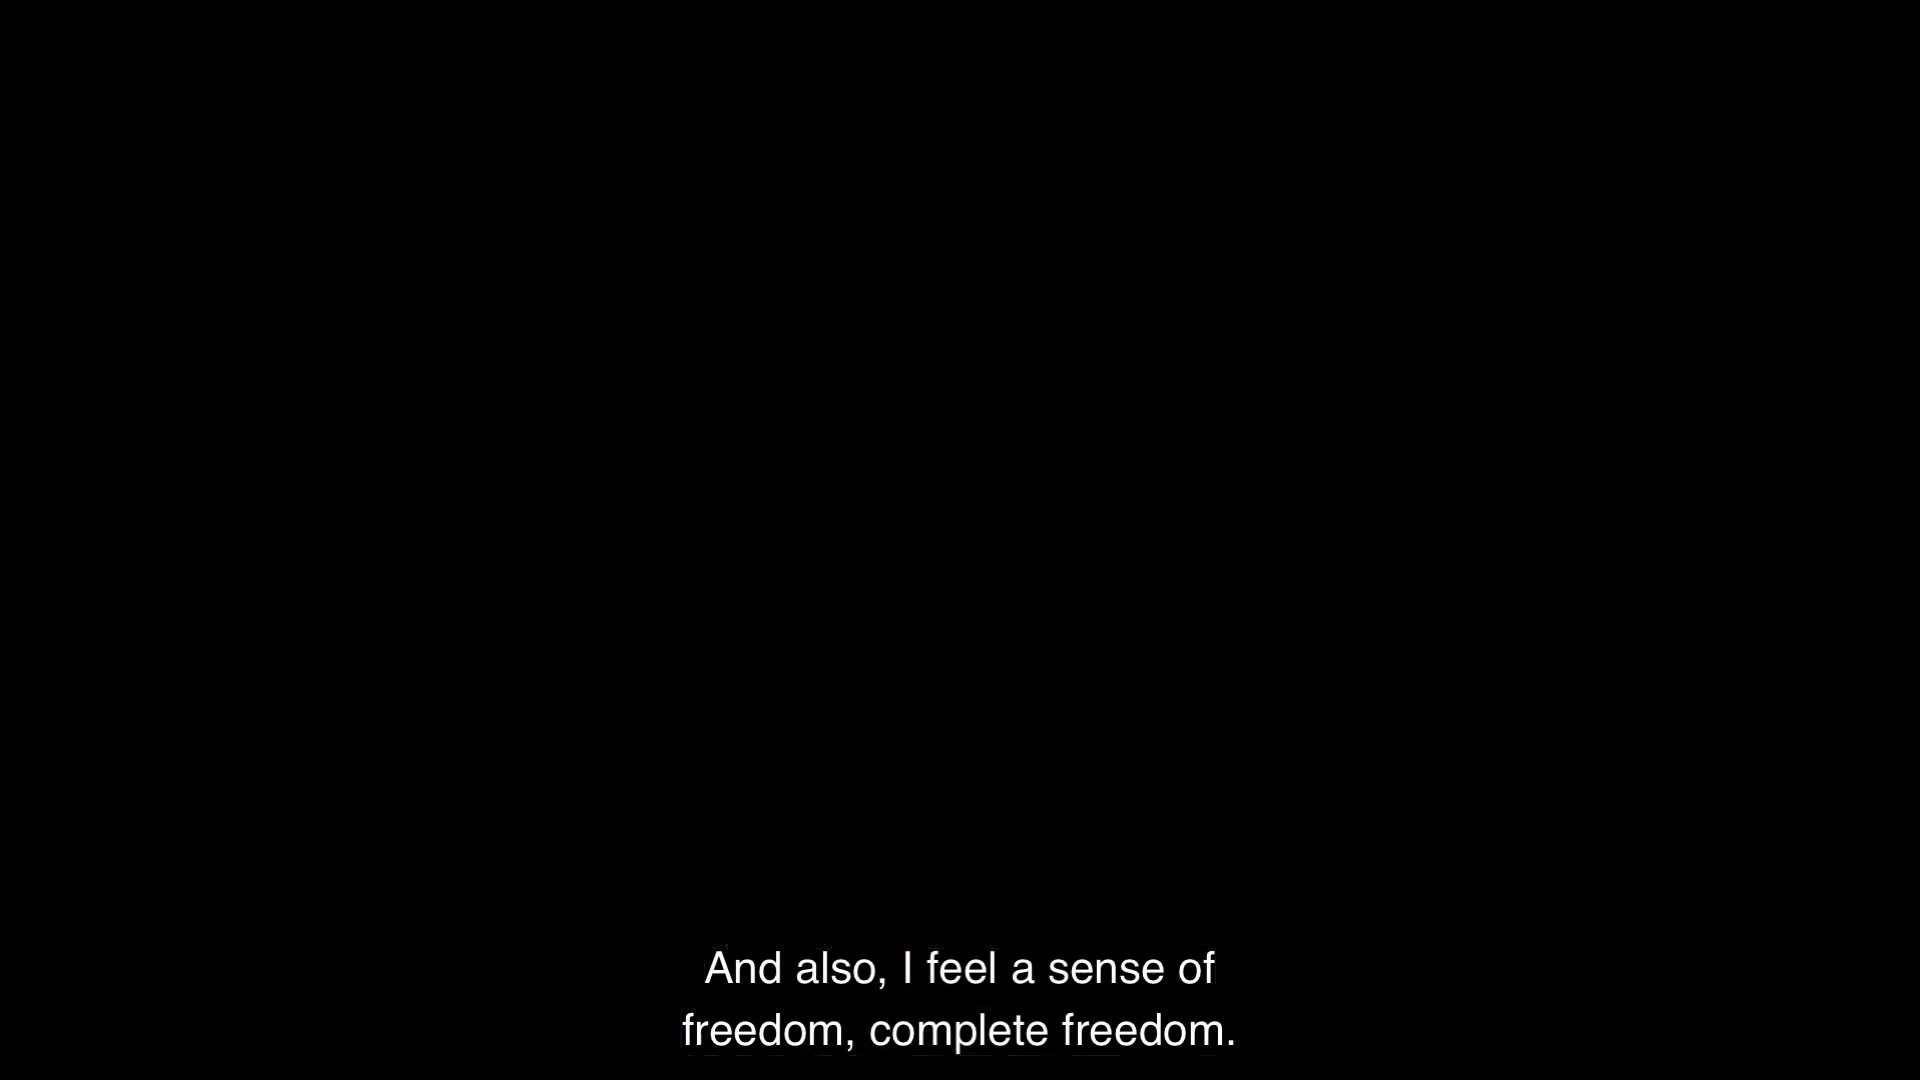 And also, I feel a sense of
freedom, complete freedom.